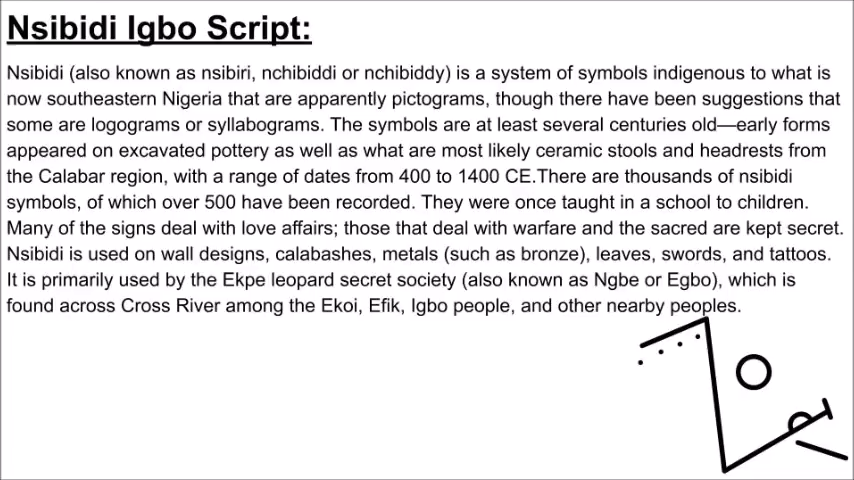 Nsibidi Igbo Script:
Nsibidi (also known as nsibiri, nchibiddi or nchibiddy) is a system of symbols indigenous to what is
now southeastern Nigeria that are apparently pictograms, though there have been suggestions that
some are logograms or syllabograms. The symbols are at least several centuries old—early forms
appeared on excavated pottery as well as what are most likely ceramic stools and headrests from
the Calabar region, with a range of dates from 400 to 1400 CE.There are thousands of nsibidi
symbols, of which over 500 have been recorded. They were once taught in a school to children.
Many of the signs deal with love affairs; those that deal with warfare and the sacred are kept secret.
Nsibidi is used on wall designs, calabashes, metals (such as bronze), leaves, swords, and tattoos.
It is primarily used by the Ekpe leopard secret society (also known as Ngbe or Egbo), which is
found across Cross River among the Ekoi, Efik, Igbo people, and other nearby peoples.